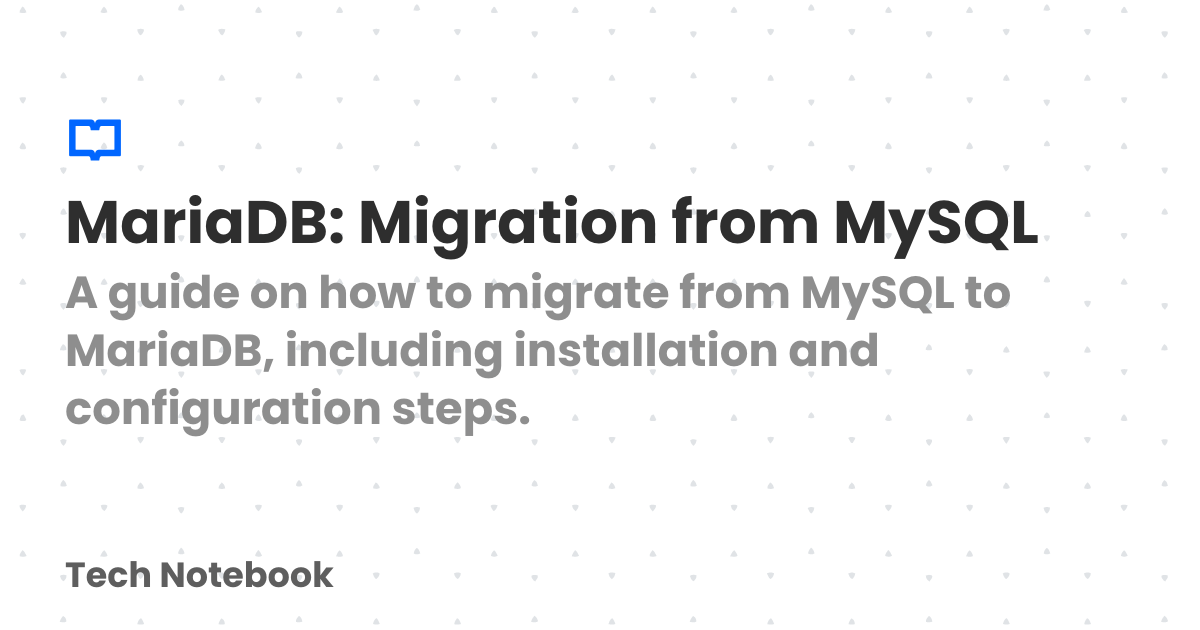 MariaDB: Migration from MySQL
A guide on how to migrate from MySQL to
MariaDB, including installation and
configuration steps.
Tech Notebook